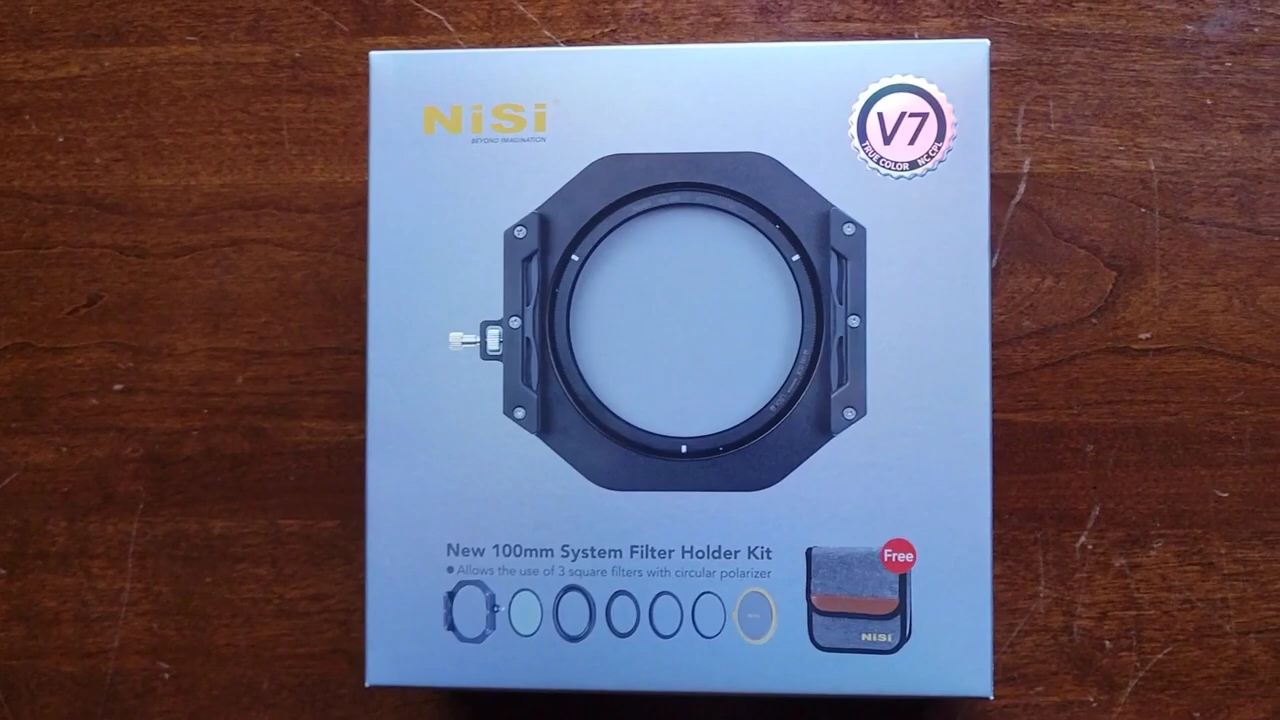 NiSi
BEYOND IMAGINATION
V7
TRUE COLOR NC CPL
New 100mm System Filter Holder Kit
• Allows the use of 3 square filters with circular polarizer
Free
NiSi